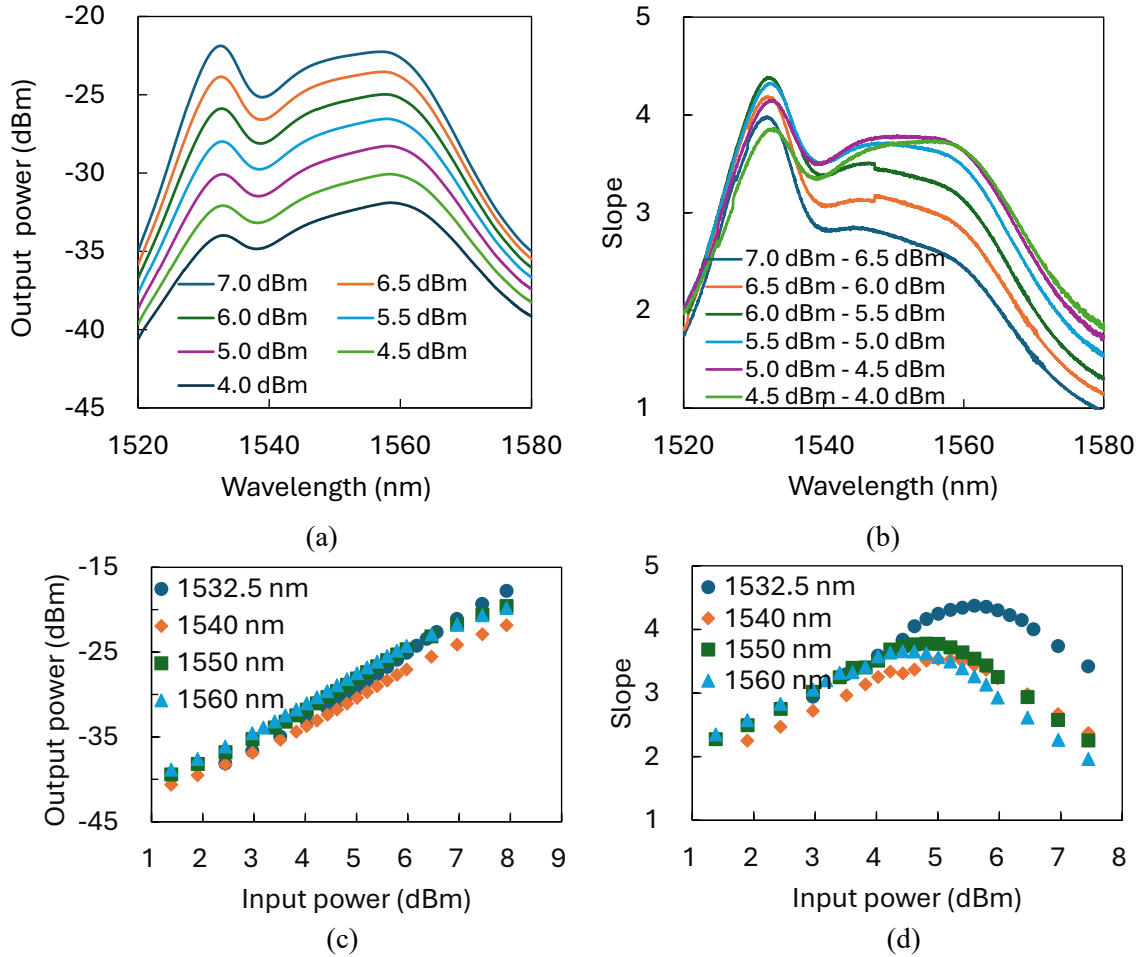 -20
-25
-30
-35
-40
-45
Output power (dBm)
7.0 dBm
6.5 dBm
6.0 dBm
5.5 dBm
5.0 dBm
4.5 dBm
4.0 dBm
1520
1540
1560
1580
Wavelength (nm)
(a)
5
4
3
2
1
Slope
7.0 dBm - 6.5 dBm
6.5 dBm - 6.0 dBm
6.0 dBm - 5.5 dBm
5.5 dBm - 5.0 dBm
5.0 dBm - 4.5 dBm
4.5 dBm - 4.0 dBm
1520
1540
1560
1580
Wavelength (nm)
(b)
-15
-25
-35
-45
Output power (dBm)
1532.5 nm
1540 nm
1550 nm
1560 nm
1 2 3 4 5 6 7 8 9
Input power (dBm)
(c)
5
4
3
2
1
Slope
1532.5 nm
1540 nm
1550 nm
1560 nm
1 2 3 4 5 6 7 8
Input power (dBm)
(d)